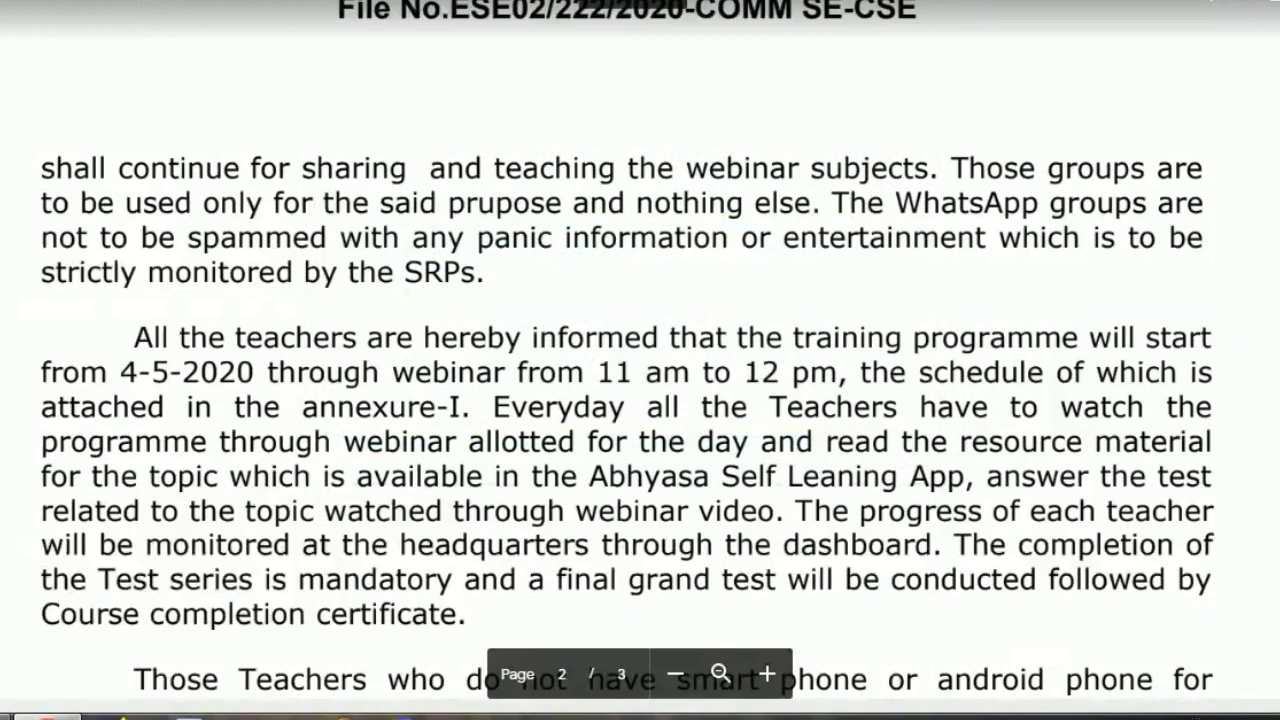 File No.ESE02/222/2020-COMM SE-CSE
shall continue for sharing and teaching the webinar subjects. Those groups are
to be used only for the said prupose and nothing else. The WhatsApp groups are
not to be spammed with any panic information or entertainment which is to be
strictly monitored by the SRPs.
All the teachers are hereby informed that the training programme will start
from 4-5-2020 through webinar from 11 am to 12 pm, the schedule of which is
attached in the annexure-I. Everyday all the Teachers have to watch the
programme through webinar allotted for the day and read the resource material
for the topic which is available in the Abhyasa Self Leaning App, answer the test
related to the topic watched through webinar video. The progress of each teacher
will be monitored at the headquarters through the dashboard. The completion of
the Test series is mandatory and a final grand test will be conducted followed by
Course completion certificate.
Those Teachers who do not have smart phone or android phone for
Page 2 / 3